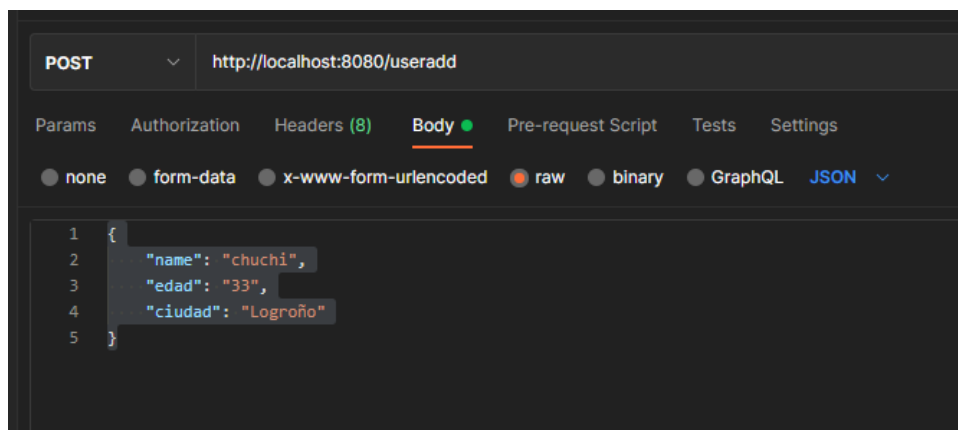 POST http://localhost:8080/useradd
Params Authorization Headers (8) Body Pre-request Script Tests Settings
none form-data x-www-form-urlencoded raw binary GraphQL JSON
1 {
2 "name": "chuchi",
3 "edad": "33",
4 "ciudad": "Logroño"
5 }